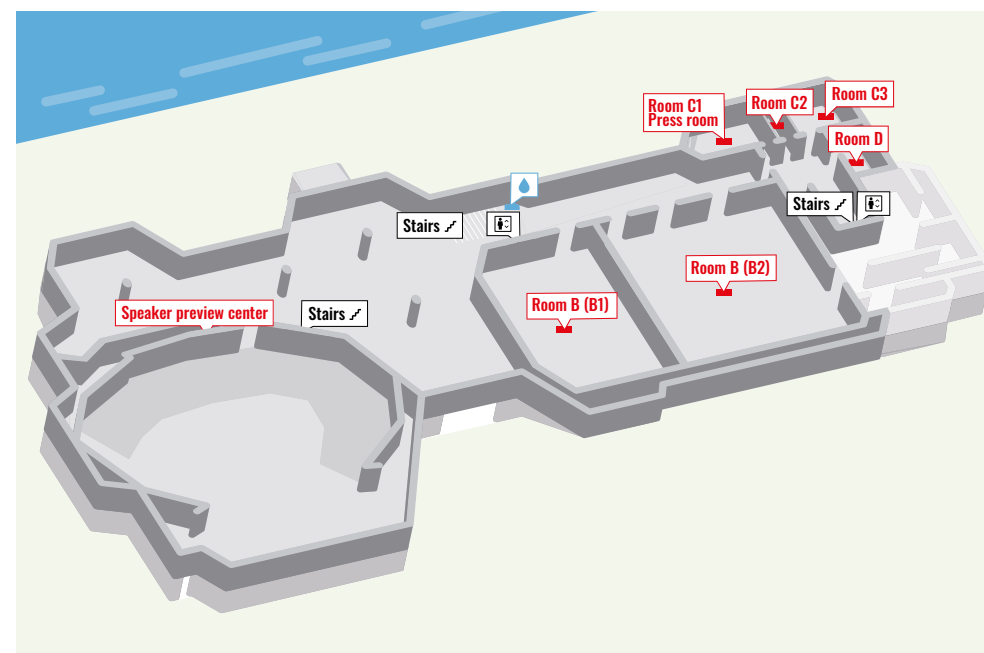 Room C1
Press room
Room C2
Room C3
Room D
Stairs
Stairs
Room B (B2)
Room B (B1)
Speaker preview center
Stairs